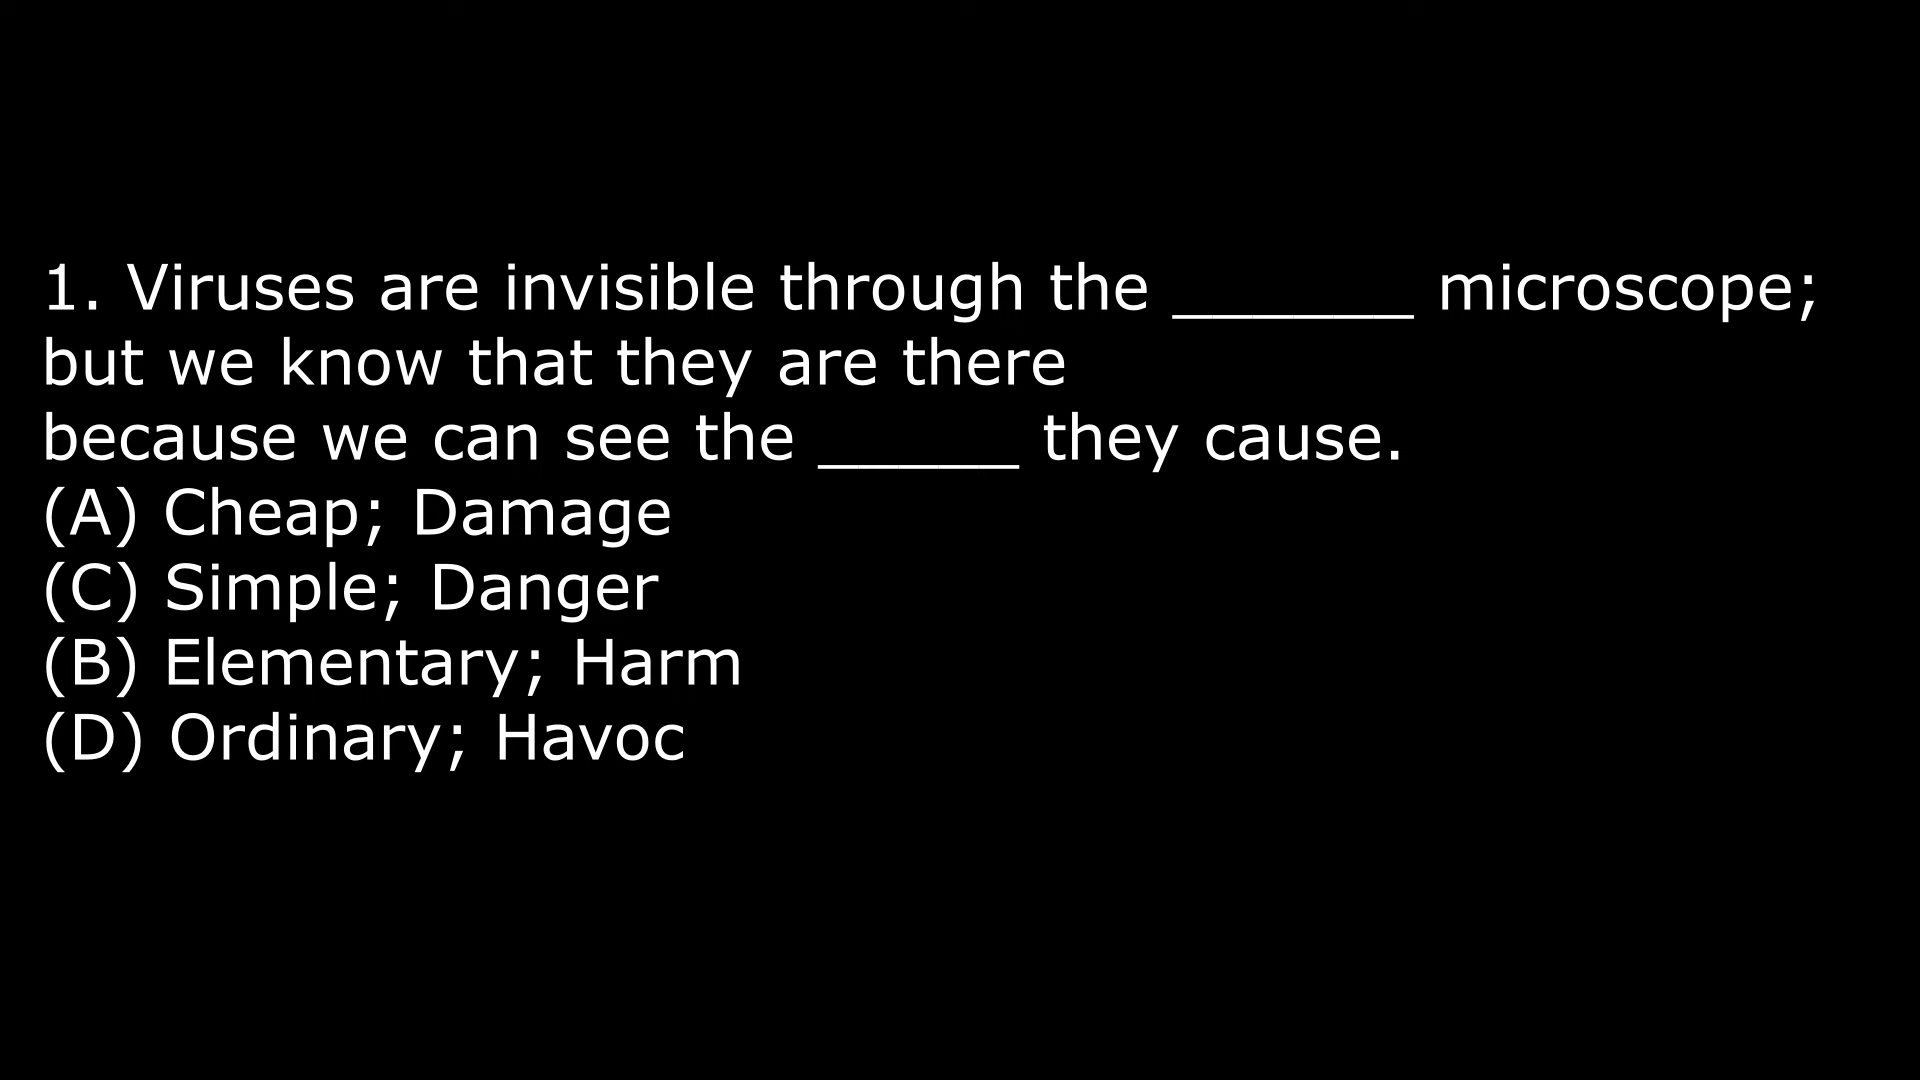 1. Viruses are invisible through the ______ microscope;
but we know that they are there
because we can see the _____ they cause.
(A) Cheap; Damage
(C) Simple; Danger
(B) Elementary; Harm
(D) Ordinary; Havoc